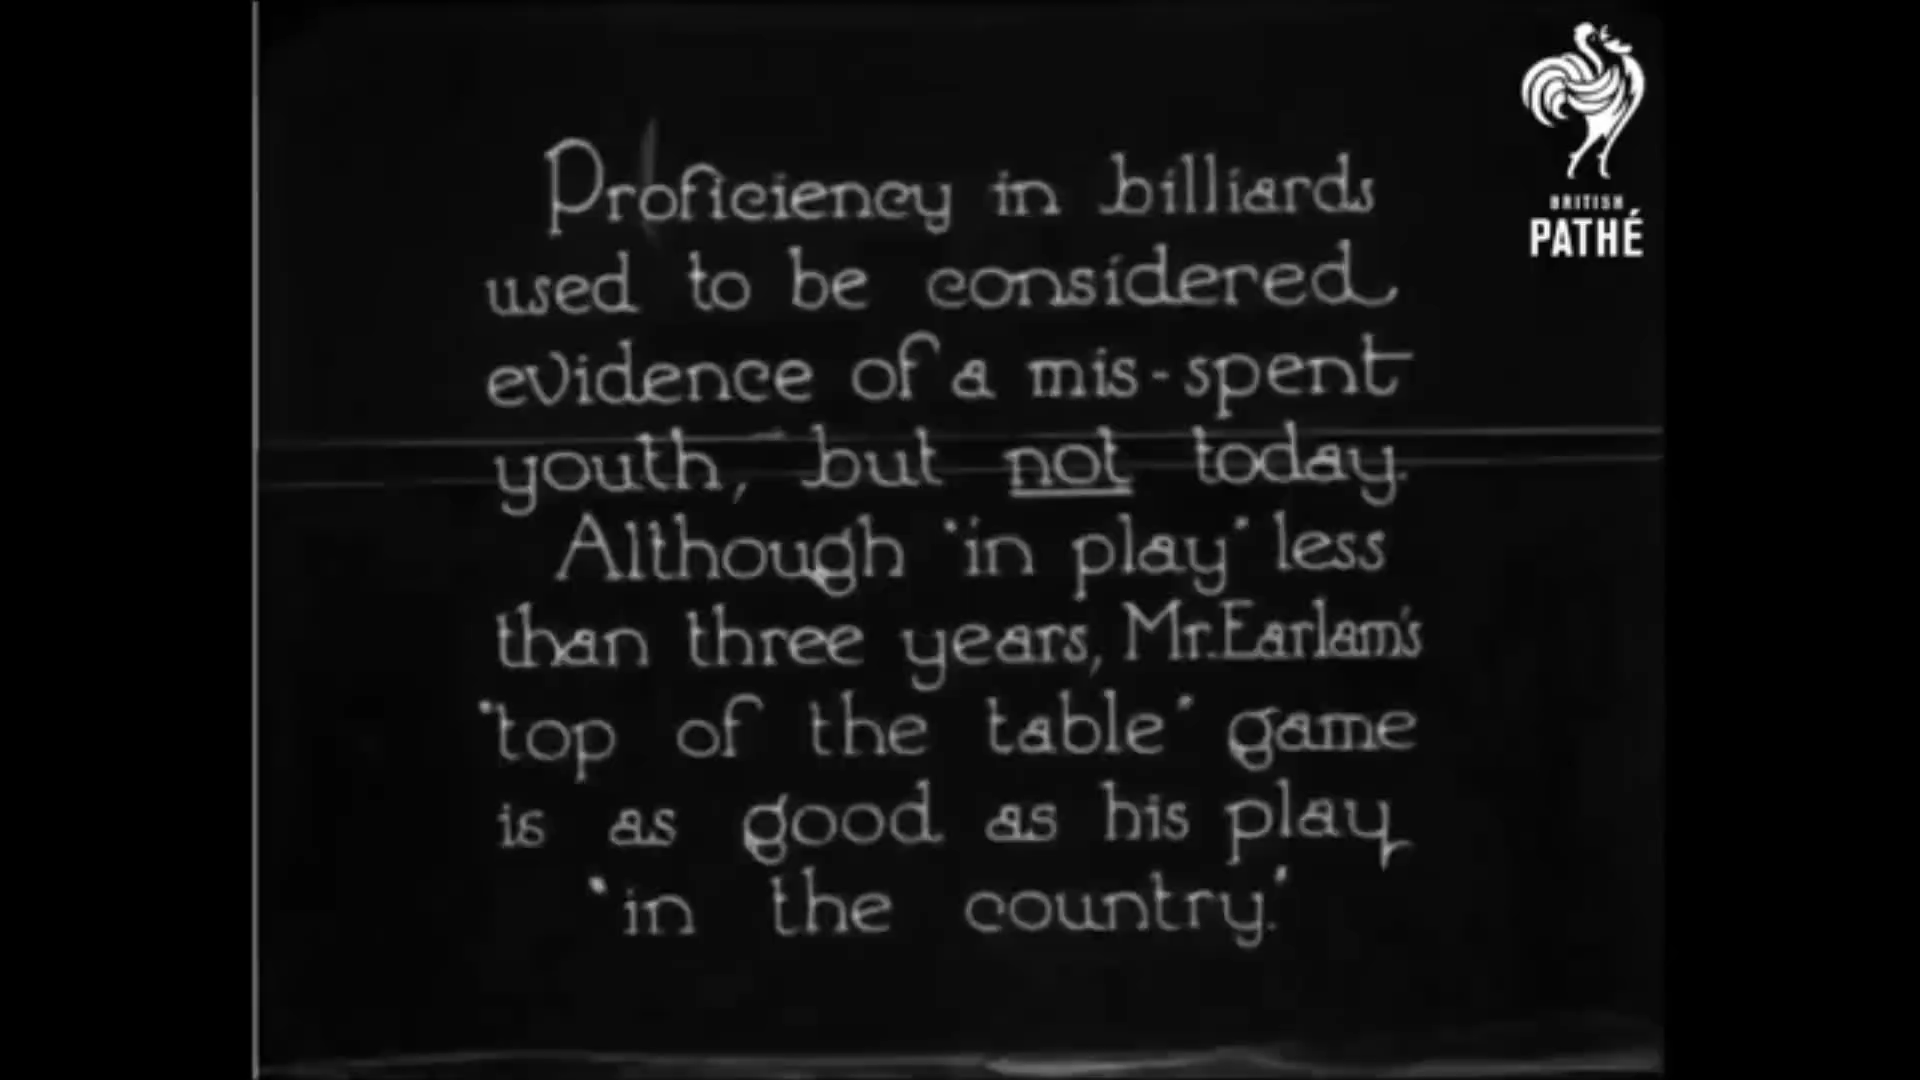 Proficiency in billiards
used to be considered
evidence of a mis-spent
youth, but not today.
Although 'in play' less
than three years, Mr. Earlam's
'top of the table' game
is as good as his play
'in the country.'
BRITISH
PATHÉ